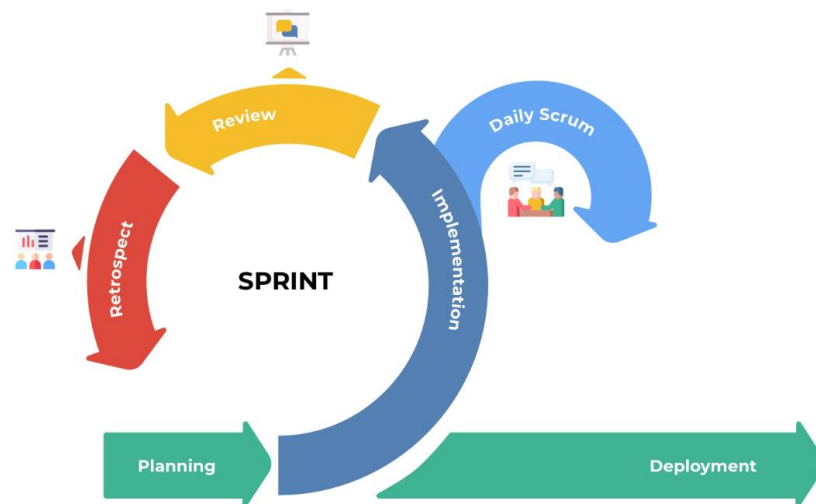 Review
Daily Scrum
Implementation
Retrospect
SPRINT
Planning
Deployment